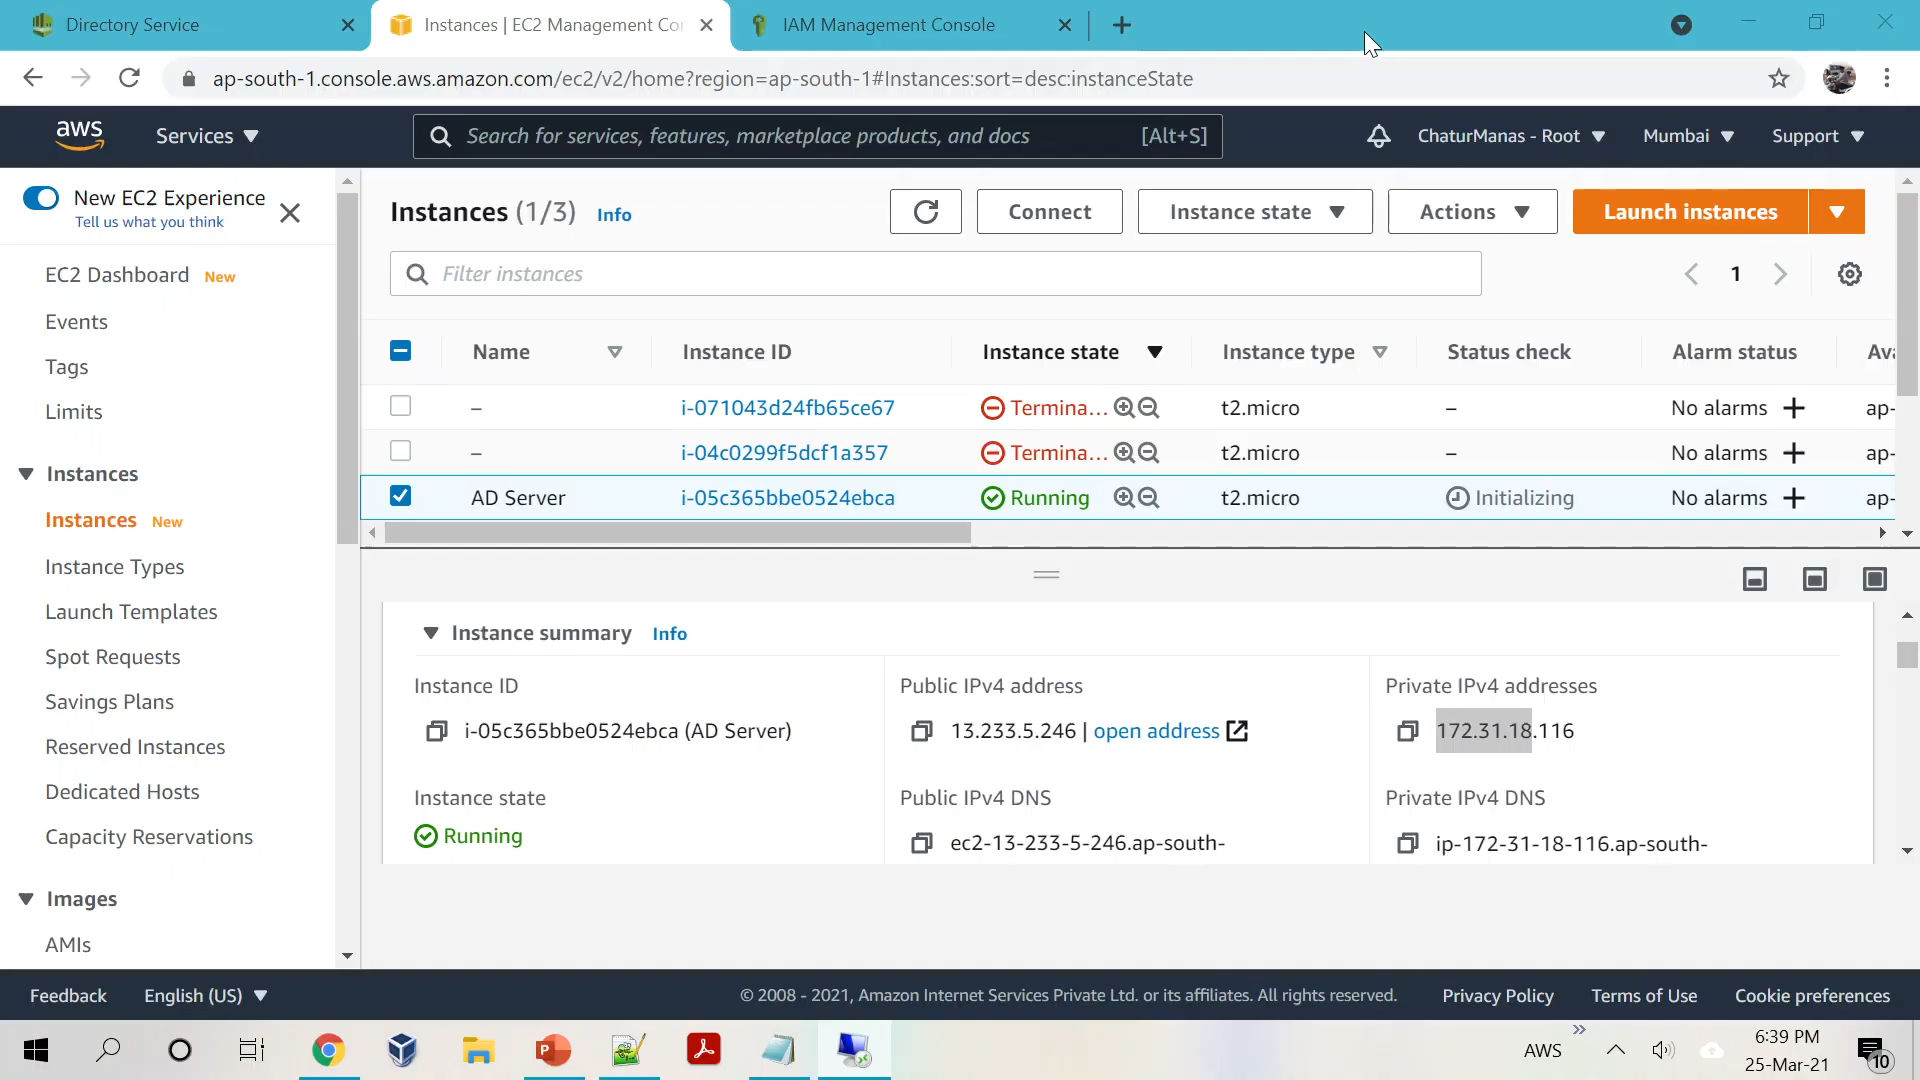 Directory Service
Instances | EC2 Management Con
IAM Management Console
ap-south-1.console.aws.amazon.com/ec2/v2/home?region=ap-south-1#Instances:sort=desc:instanceState
aws
Services
Search for services, features, marketplace products, and docs
[Alt+S]
ChaturManas - Root
Mumbai
Support
New EC2 Experience
Tell us what you think
EC2 Dashboard New
Events
Tags
Limits
Instances
Instances New
Instance Types
Launch Templates
Spot Requests
Savings Plans
Reserved Instances
Dedicated Hosts
Capacity Reservations
Images
AMIs
Instances (1/3) Info
Connect
Instance state
Actions
Launch instances
Filter instances
1
Name Instance ID Instance state Instance type Status check Alarm status Ava
– i-071043d24fb65ce67 Termina... t2.micro – No alarms + ap-
– i-04c0299f5dcf1a357 Termina... t2.micro – No alarms + ap-
AD Server i-05c365bbe0524ebca Running t2.micro Initializing No alarms + ap-
Instance summary Info
Instance ID
i-05c365bbe0524ebca (AD Server)
Public IPv4 address
13.233.5.246 | open address
Private IPv4 addresses
172.31.18.116
Instance state
Running
Public IPv4 DNS
ec2-13-233-5-246.ap-south-
Private IPv4 DNS
ip-172-31-18-116.ap-south-
Feedback
English (US)
© 2008 - 2021, Amazon Internet Services Private Ltd. or its affiliates. All rights reserved.
Privacy Policy
Terms of Use
Cookie preferences
AWS
6:39 PM
25-Mar-21
10